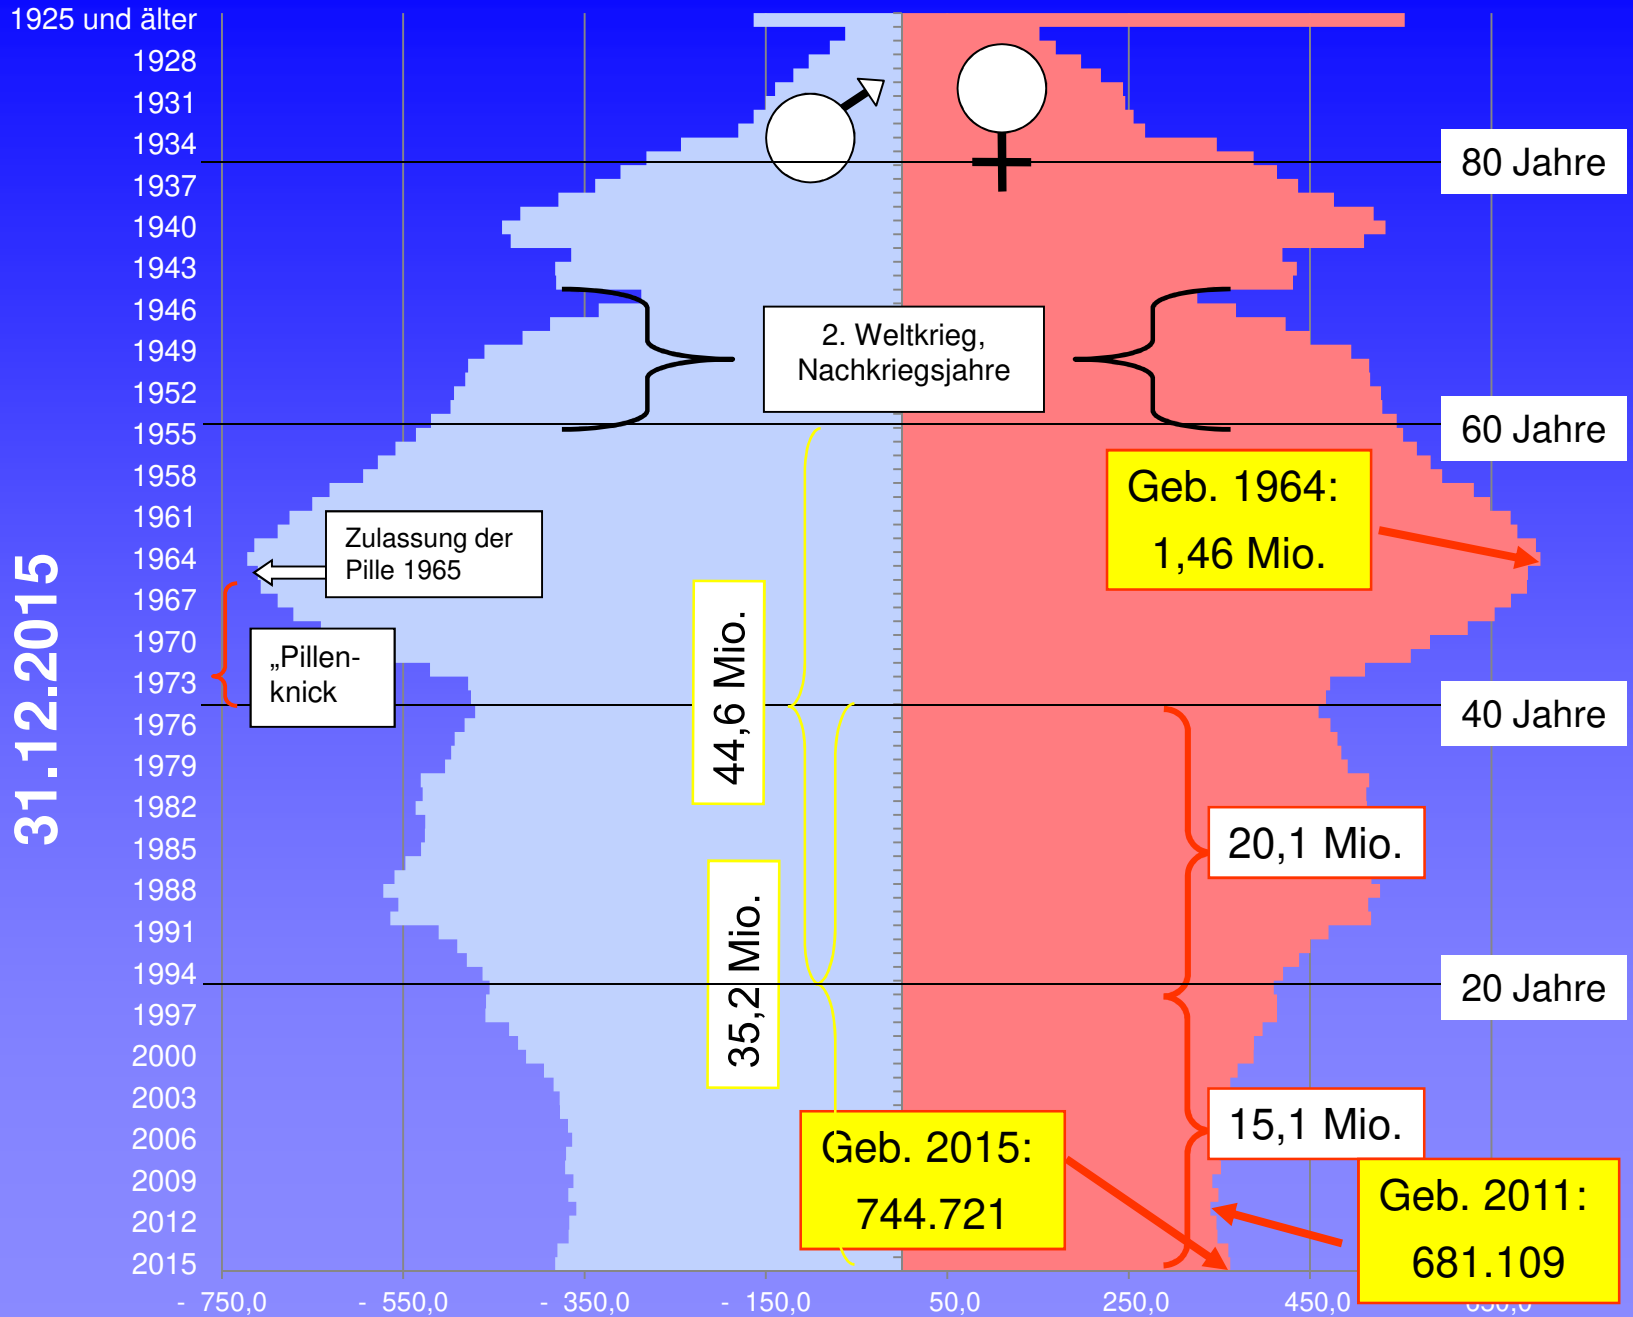 1925 und älter
1928
1931
1934
1937
1940
1943
1946
1949
1952
1955
1958
1961
1964
1967
1970
1973
1976
1979
1982
1985
1988
1991
1994
1997
2000
2003
2006
2009
2012
2015
31.12.2015
80 Jahre
60 Jahre
40 Jahre
20 Jahre
2. Weltkrieg,
Nachkriegsjahre
Geb. 1964:
1,46 Mio.
Zulassung der
Pille 1965
„Pillen-
knick
44,6 Mio.
35,2 Mio.
20,1 Mio.
15,1 Mio.
Geb. 2015:
744.721
Geb. 2011:
681.109
- 750,0
- 550,0
- 350,0
- 150,0
50,0
250,0
450,0
650,0